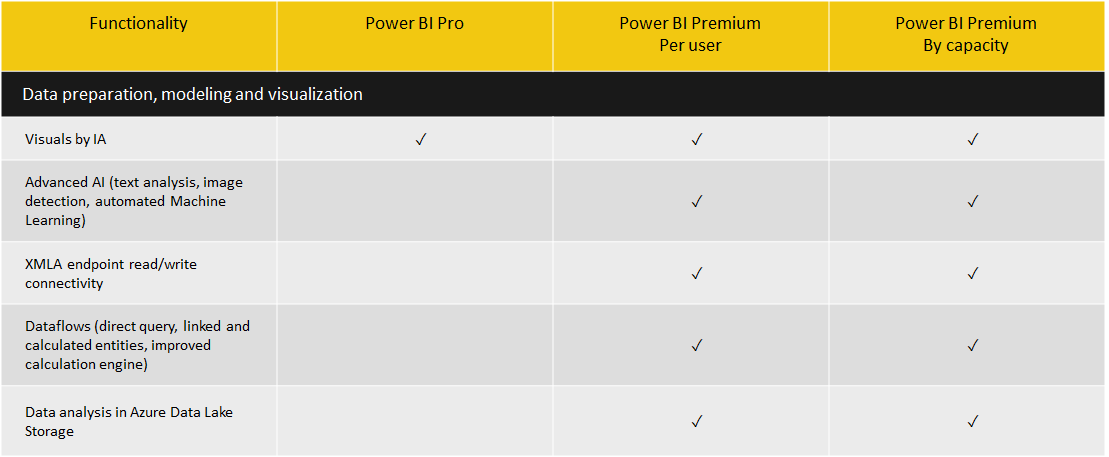 Functionality
Power BI Pro
Power BI Premium
Per user
Power BI Premium
By capacity
Data preparation, modeling and visualization
Visuals by IA
✓ ✓ ✓
Advanced AI (text analysis, image
detection, automated Machine
Learning)
✓ ✓
XMLA endpoint read/write
connectivity
✓ ✓
Dataflows (direct query, linked and
calculated entities, improved
calculation engine)
✓ ✓
Data analysis in Azure Data Lake
Storage
✓ ✓